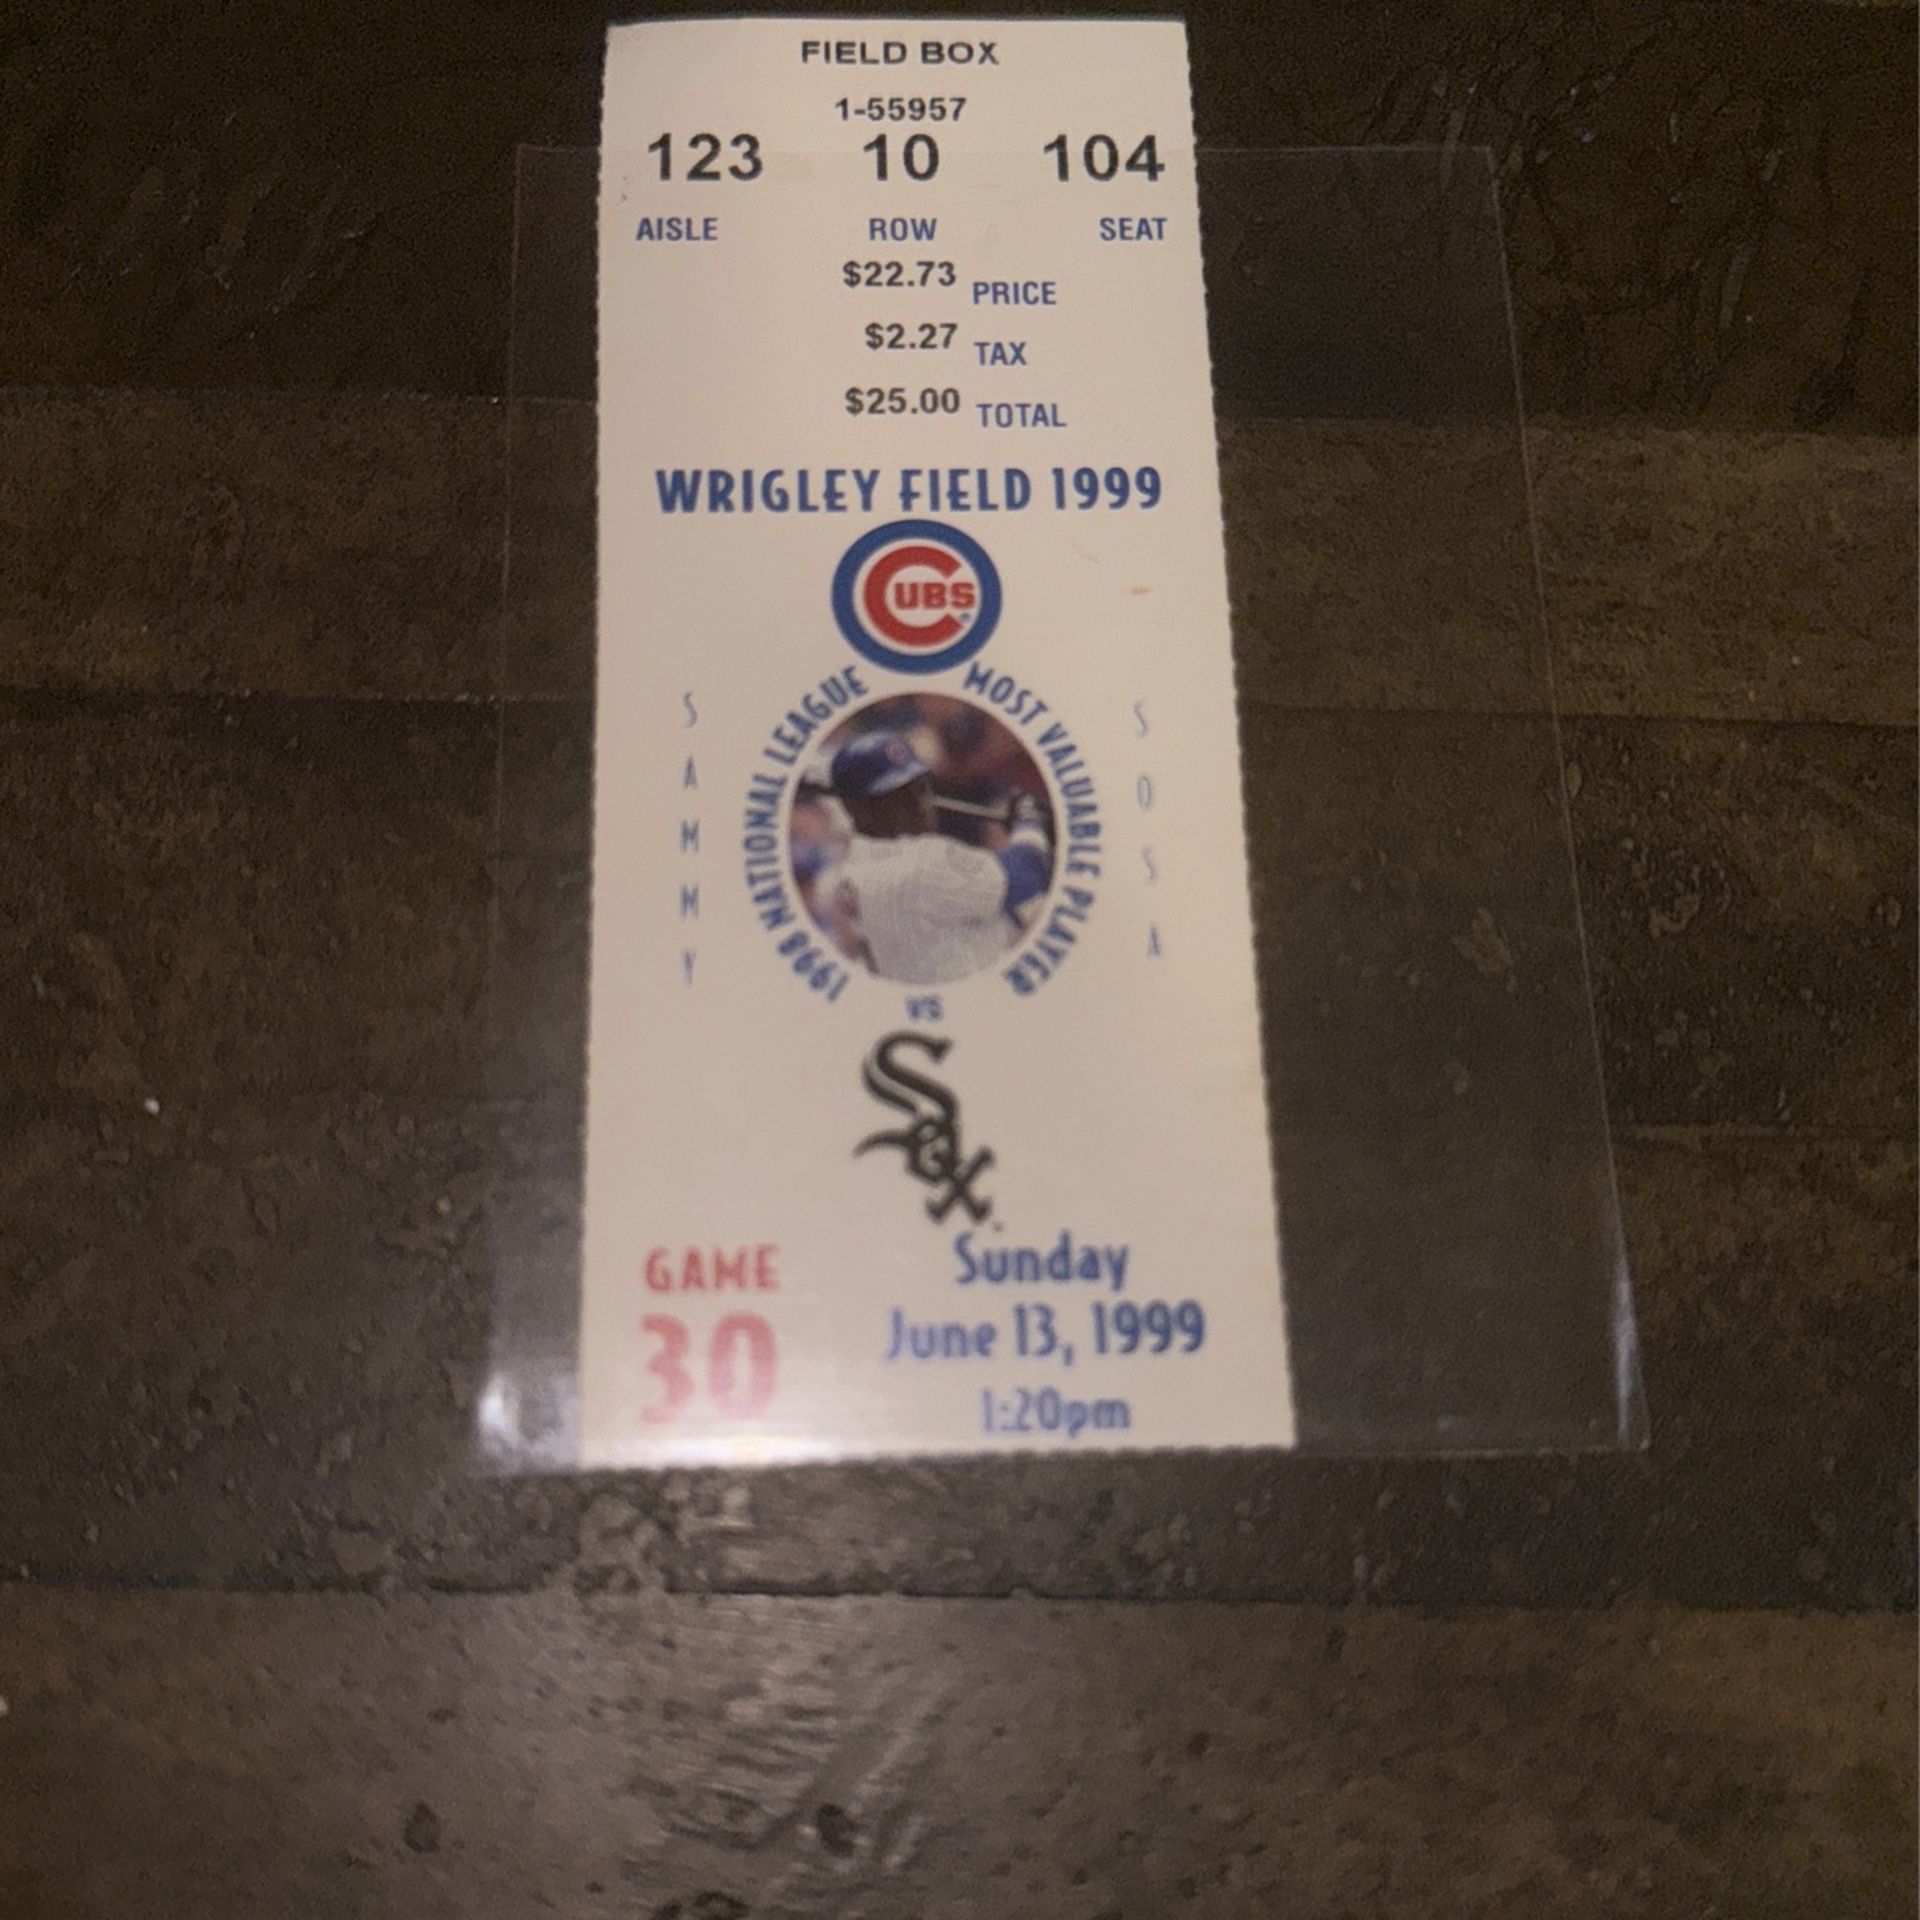 FIELD BOX
1-55957
123 10 104
AISLE ROW SEAT
$22.73 PRICE
$2.27 TAX
$25.00 TOTAL
WRIGLEY FIELD 1999
CUBS
SAMMY
1998 NATIONAL LEAGUE MOST VALUABLE PLAYER
SOSA
VS
Sox
GAME
30
Sunday
June 13, 1999
1:20pm